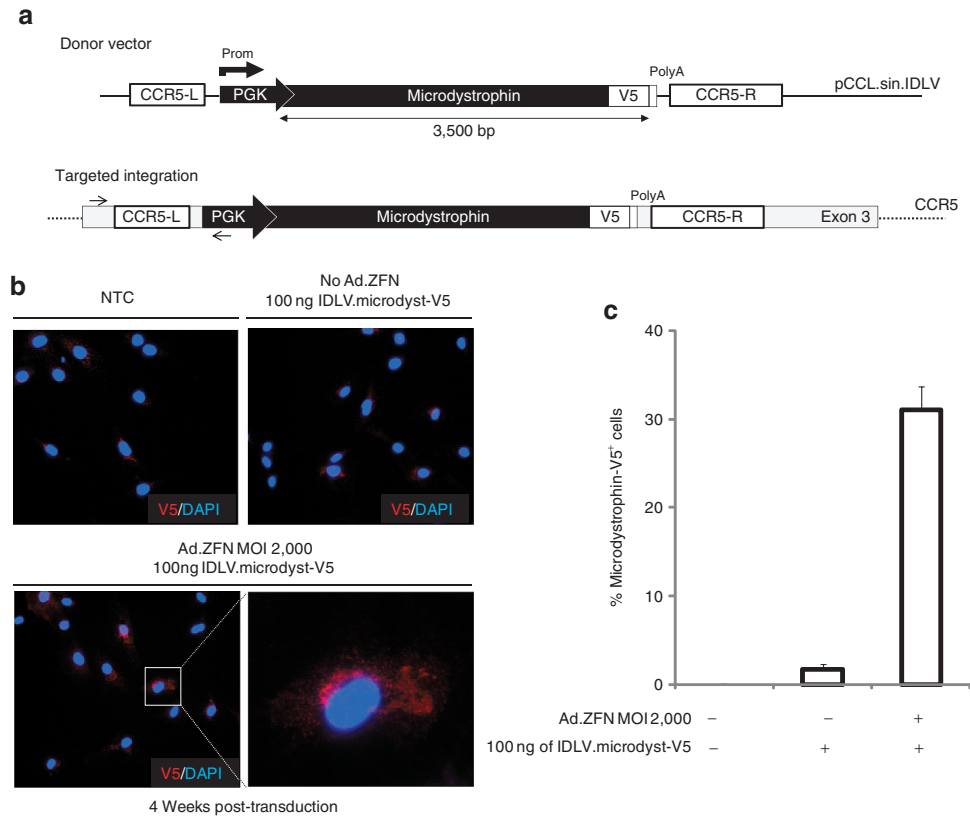 a
Donor vector
Prom
PolyA
CCR5-L PGK Microdystrophin V5 CCR5-R pCCL.sin.IDLV
3,500 bp
Targeted integration
PolyA
CCR5-L PGK Microdystrophin V5 CCR5-R Exon 3 CCR5
b
NTC
No Ad.ZFN
100 ng IDLV.microdyst-V5
V5/DAPI
V5/DAPI
Ad.ZFN MOI 2,000
100ng IDLV.microdyst-V5
V5/DAPI
4 Weeks post-transduction
c
% Microdystrophin-V5⁺ cells
40
30
20
10
0
Ad.ZFN MOI 2,000 – – +
100 ng of IDLV.microdyst-V5 – + +